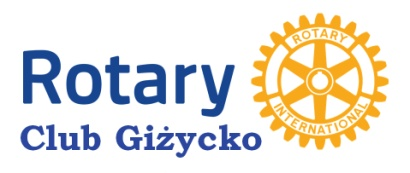 Rotary
Club Giżycko
ROTARY
INTERNATIONAL